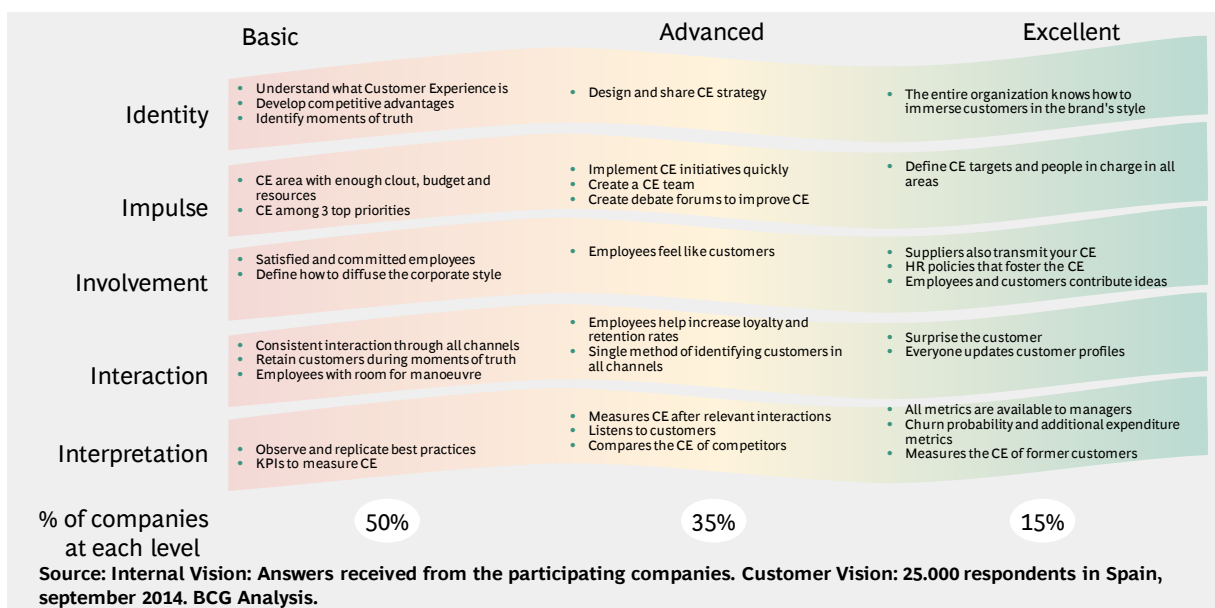 Basic
Advanced
Excellent
Identity
• Understand what Customer Experience is
• Develop competitive advantages
• Identify moments of truth
• Design and share CE strategy
• The entire organization knows how to
immerse customers in the brand's style
Impulse
• CE area with enough clout, budget and
resources
• CE among 3 top priorities
• Implement CE initiatives quickly
• Create a CE team
• Create debate forums to improve CE
• Define CE targets and people in charge in all
areas
Involvement
• Satisfied and committed employees
• Define how to diffuse the corporate style
• Employees feel like customers
• Suppliers also transmit your CE
• HR policies that foster the CE
• Employees and customers contribute ideas
Interaction
• Consistent interaction through all channels
• Retain customers during moments of truth
• Employees with room for manoeuvre
• Employees help increase loyalty and
retention rates
• Single method of identifying customers in
all channels
• Surprise the customer
• Everyone updates customer profiles
Interpretation
• Observe and replicate best practices
• KPIs to measure CE
• Measures CE after relevant interactions
• Listens to customers
• Compares the CE of competitors
• All metrics are available to managers
• Churn probability and additional expenditure
metrics
• Measures the CE of former customers
% of companies
at each level
50%
35%
15%
Source: Internal Vision: Answers received from the participating companies. Customer Vision: 25.000 respondents in Spain,
september 2014. BCG Analysis.